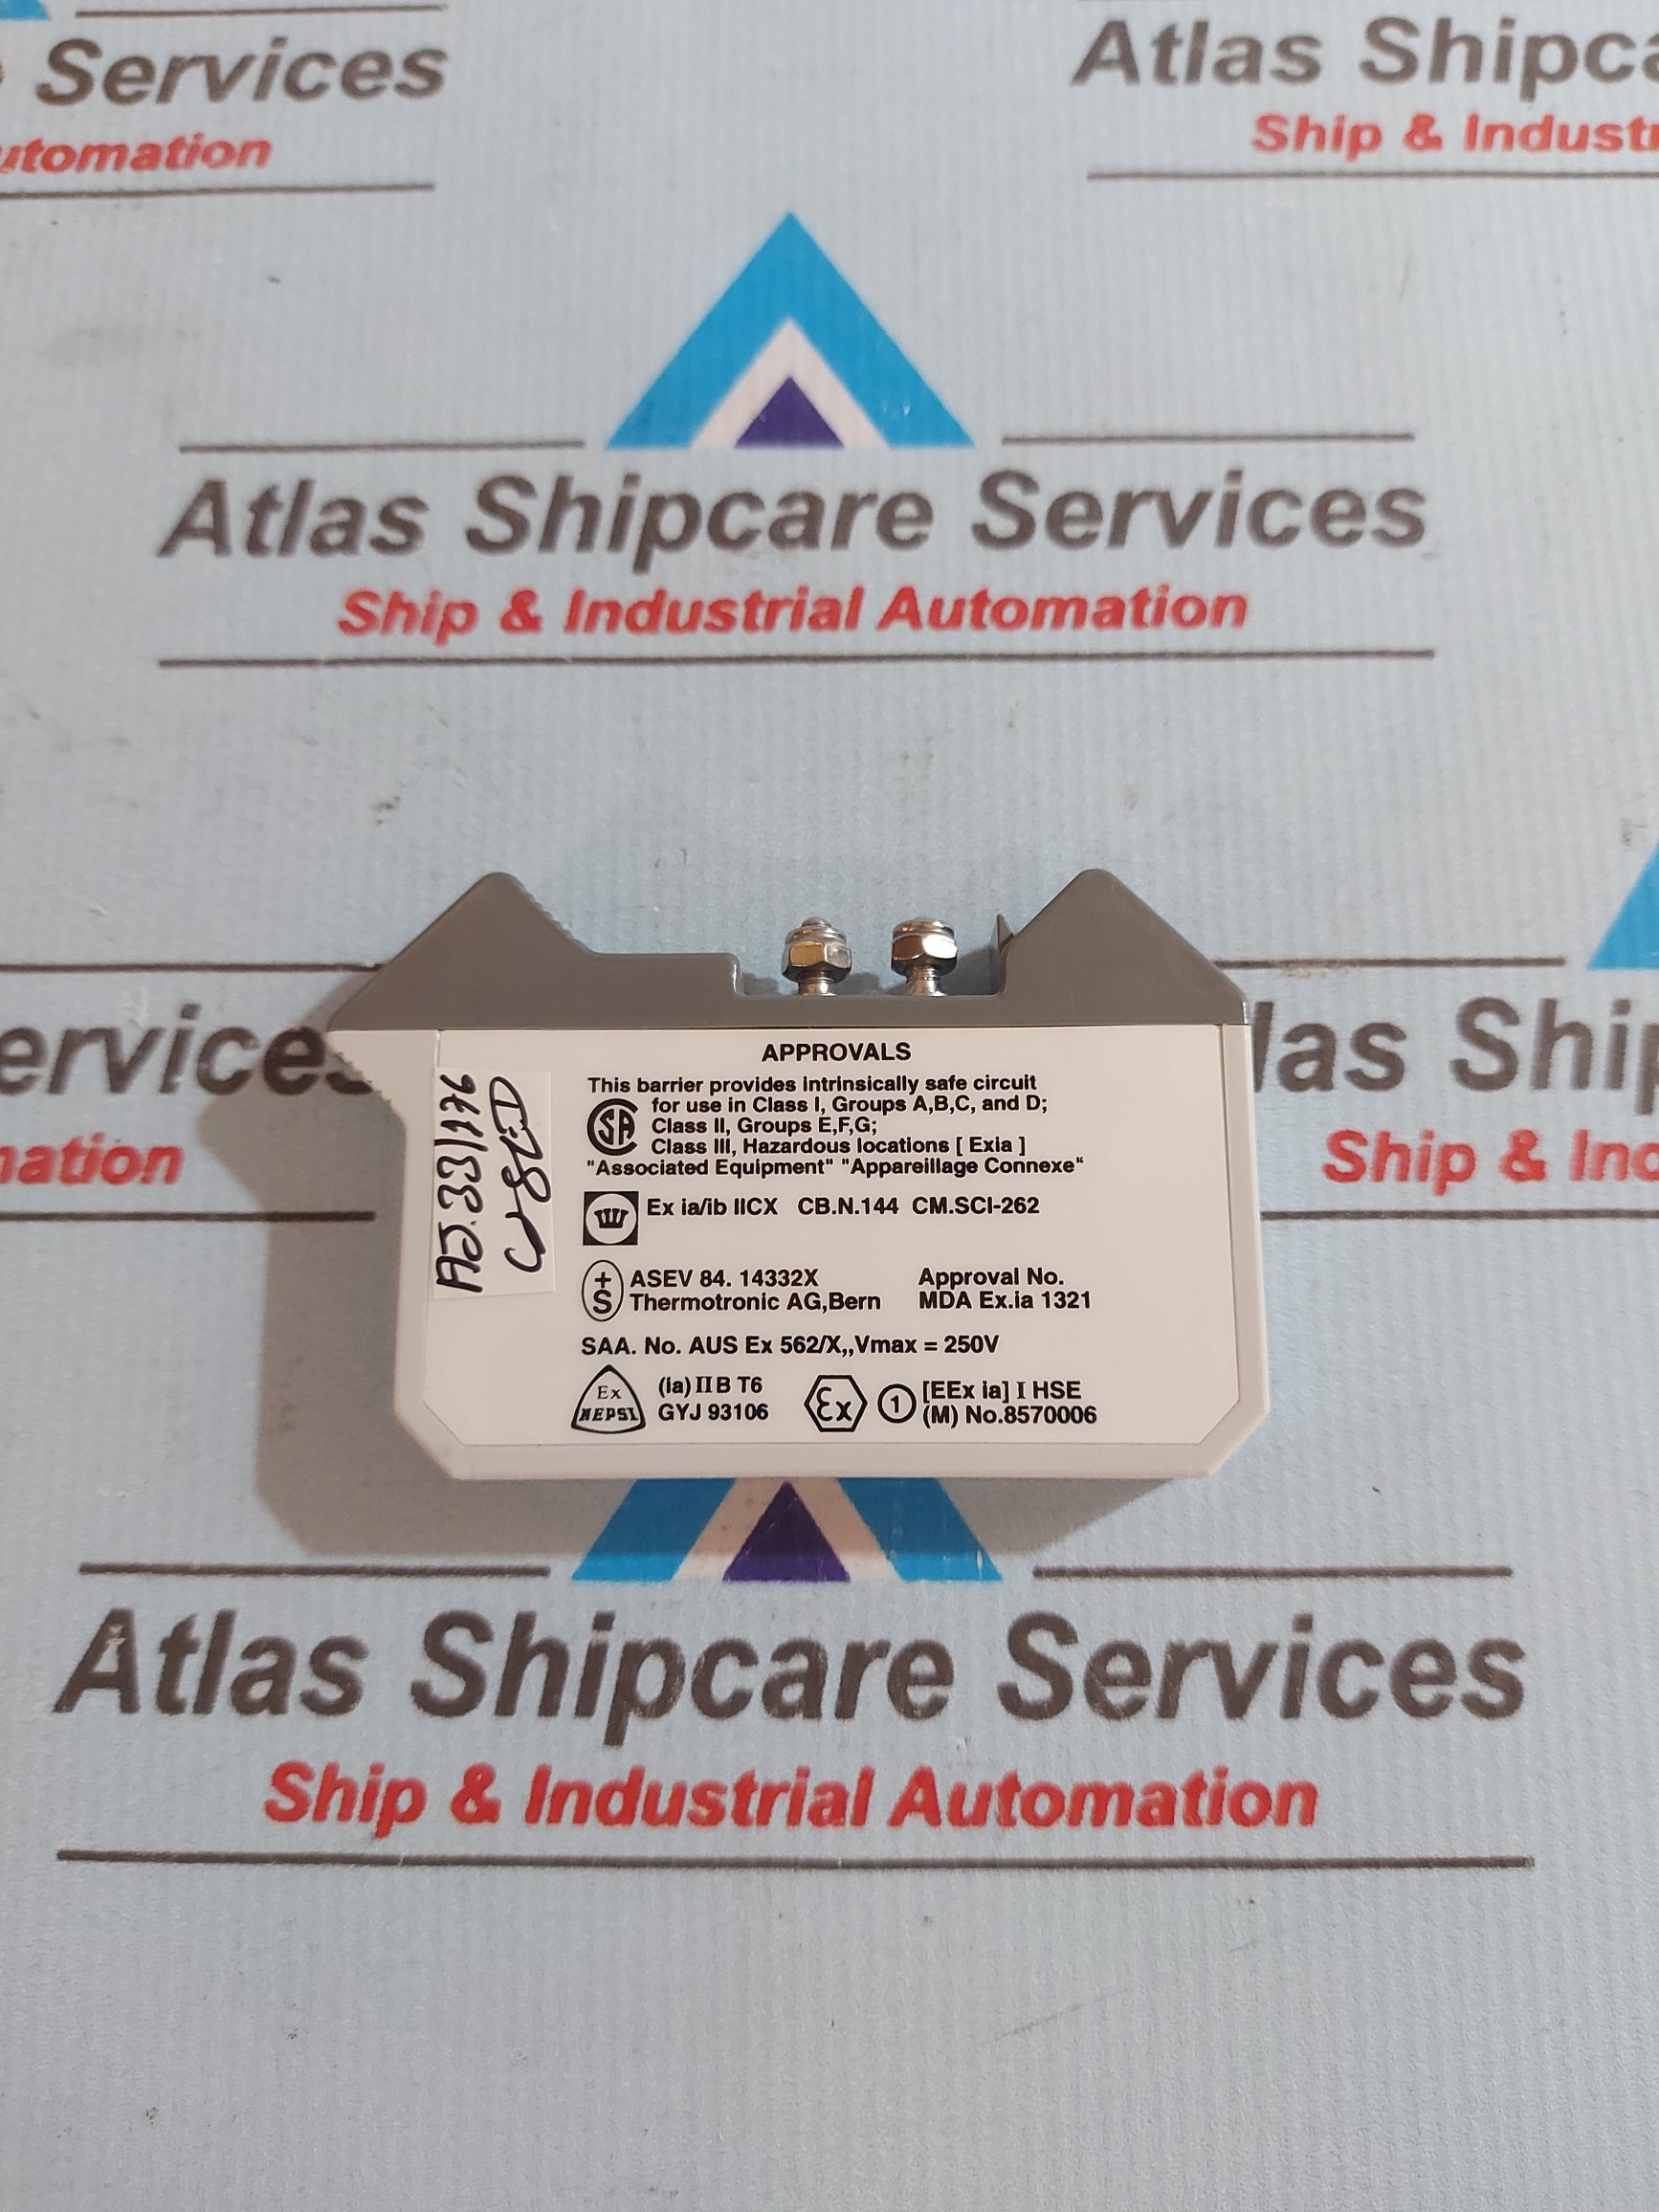 Services
utomation
Atlas Shipca
Ship & Industr
Atlas Shipcare Services
Ship & Industrial Automation
ervices
mation
las Ship
Ship & Ind
APPROVALS
This barrier provides intrinsically safe circuit
for use in Class I, Groups A,B,C, and D;
Class II, Groups E,F,G;
Class III, Hazardous locations [ Exia ]
"Associated Equipment" "Appareillage Connexe"
Ex ia/ib IICX CB.N.144 CM.SCI-262
ASEV 84. 14332X
Thermotronic AG,Bern
Approval No.
MDA Ex.ia 1321
SAA. No. AUS Ex 562/X,,Vmax = 250V
Ex
NEPSI
(ia) II B T6
GYJ 93106
Ex
1
[EEx ia] I HSE
(M) No.8570006
Atlas Shipcare Services
Ship & Industrial Automation